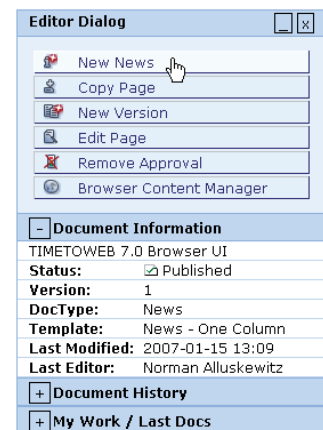 Editor Dialog _ x
New News
Copy Page
New Version
Edit Page
Remove Approval
Browser Content Manager
- Document Information
TIMETOWEB 7.0 Browser UI
Status: Published
Version: 1
DocType: News
Template: News - One Column
Last Modified: 2007-01-15 13:09
Last Editor: Norman Alluskewitz
+ Document History
+ My Work / Last Docs